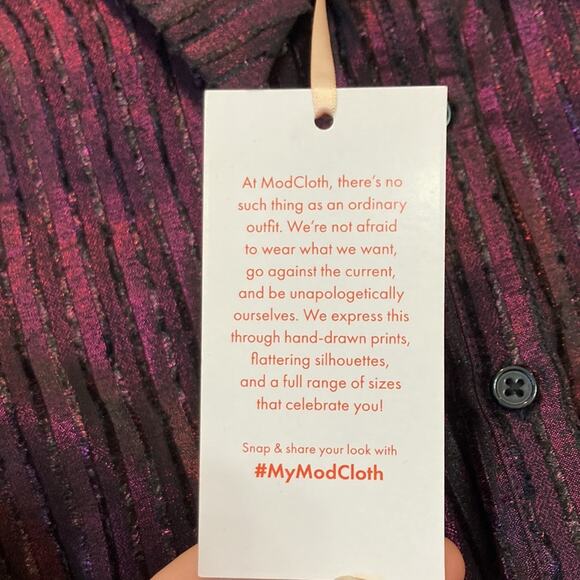 At ModCloth, there's no
such thing as an ordinary
outfit. We're not afraid
to wear what we want,
go against the current,
and be unapologetically
ourselves. We express this
through hand-drawn prints,
flattering silhouettes,
and a full range of sizes
that celebrate you!
Snap & share your look with
#MyModCloth